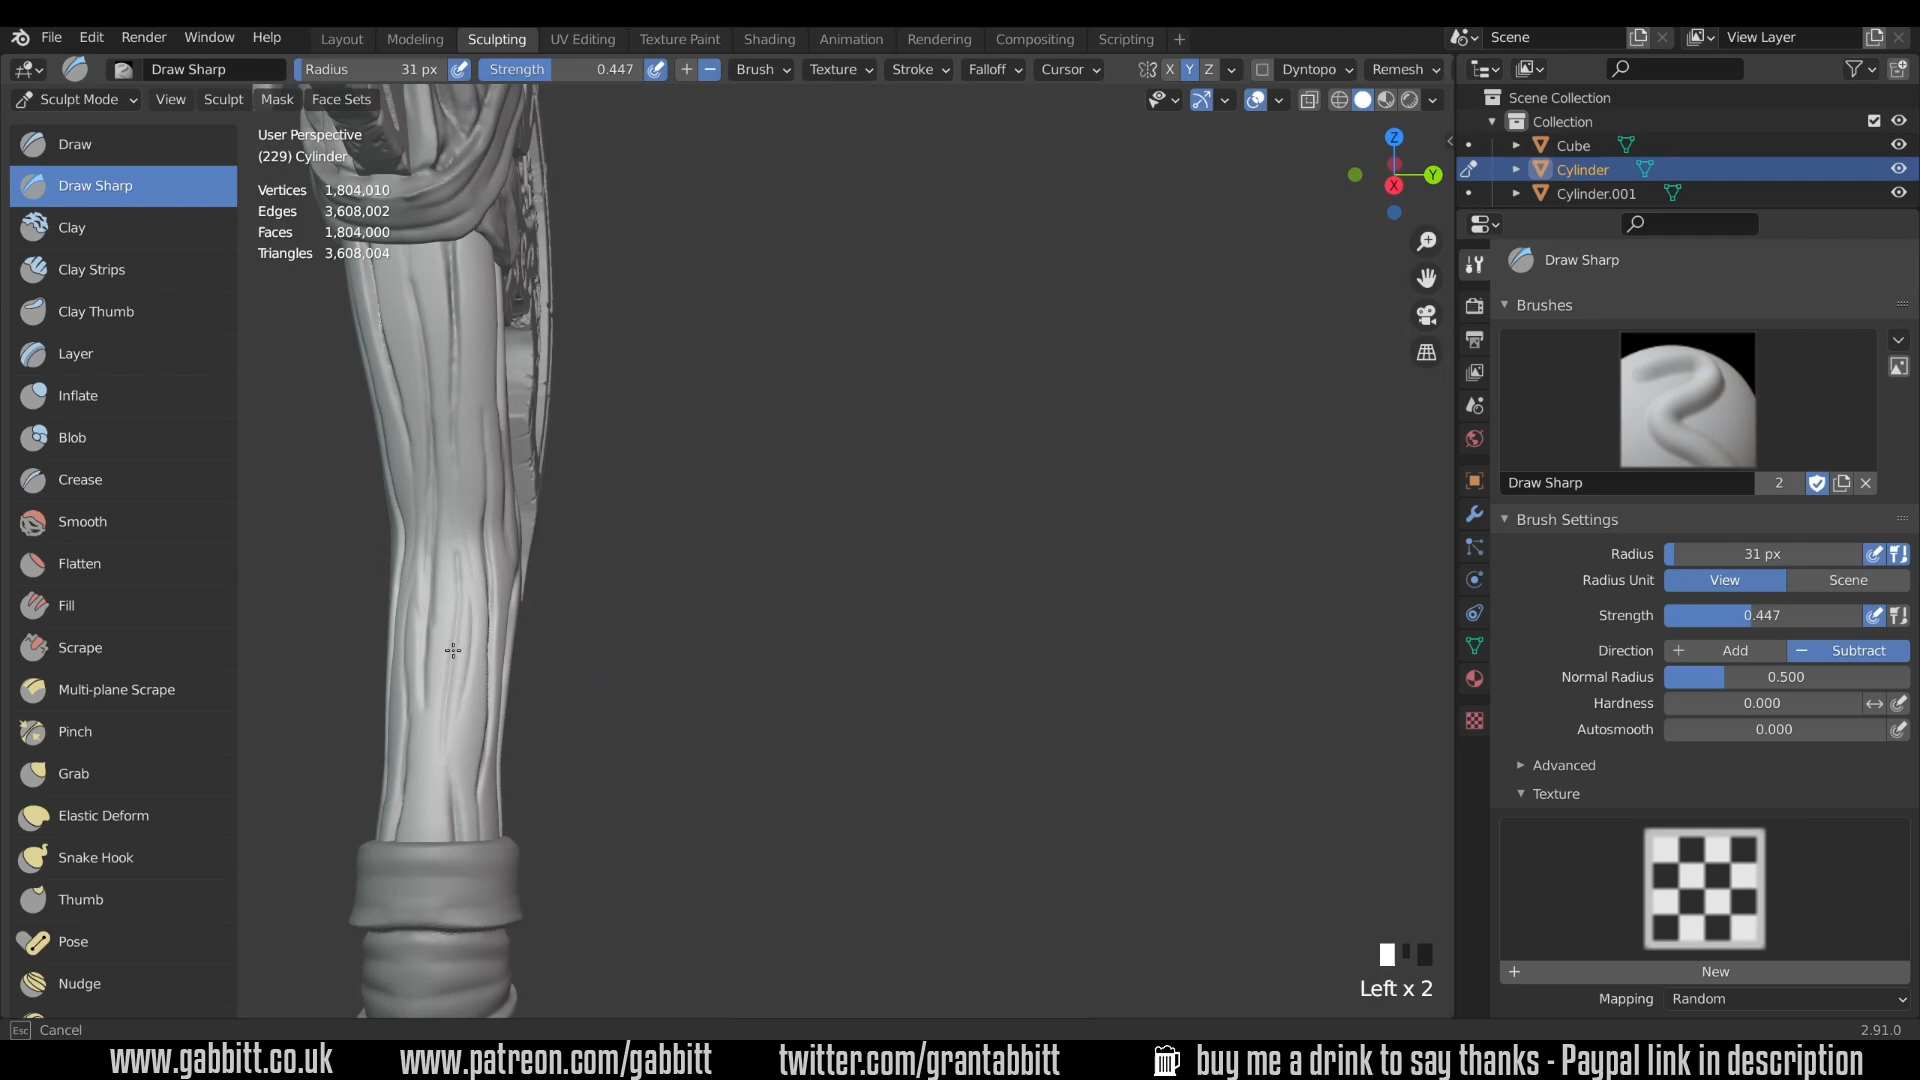 File Edit Render Window Help Layout Modeling Sculpting UV Editing Texture Paint Shading Animation Rendering Compositing Scripting + Scene View Layer
Draw Sharp Radius 31 px Strength 0.447 + − Brush Texture Stroke Falloff Cursor X Y Z Dyntopo Remesh
Sculpt Mode View Sculpt Mask Face Sets
Draw
Draw Sharp
Clay
Clay Strips
Clay Thumb
Layer
Inflate
Blob
Crease
Smooth
Flatten
Fill
Scrape
Multi-plane Scrape
Pinch
Grab
Elastic Deform
Snake Hook
Thumb
Pose
Nudge
User Perspective
(229) Cylinder
Vertices 1,804,010
Edges 3,608,002
Faces 1,804,000
Triangles 3,608,004
Z
Y
X
Left x 2
Scene Collection
Collection
Cube
Cylinder
Cylinder.001
Draw Sharp
Brushes
Draw Sharp 2
Brush Settings
Radius 31 px
Radius Unit View Scene
Strength 0.447
Direction + Add − Subtract
Normal Radius 0.500
Hardness 0.000
Autosmooth 0.000
Advanced
Texture
+ New
Mapping Random
Esc Cancel 2.91.0
www.gabbitt.co.uk www.patreon.com/gabbitt twitter.com/grantabbitt buy me a drink to say thanks - Paypal link in description